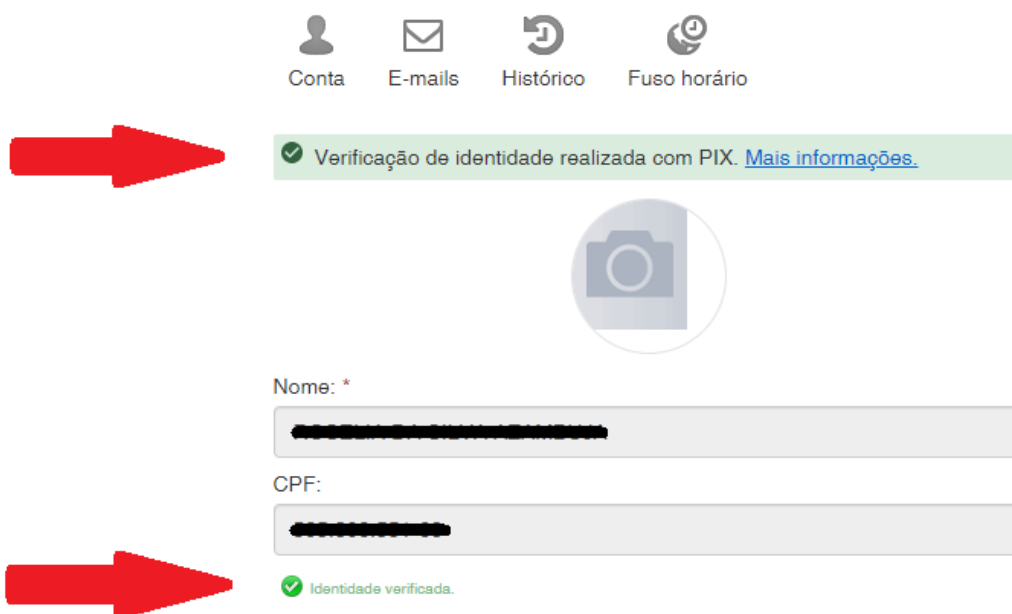 Conta E-mails Histórico Fuso horário
Verificação de identidade realizada com PIX. Mais informações.
Nome: *
CPF:
Identidade verificada.